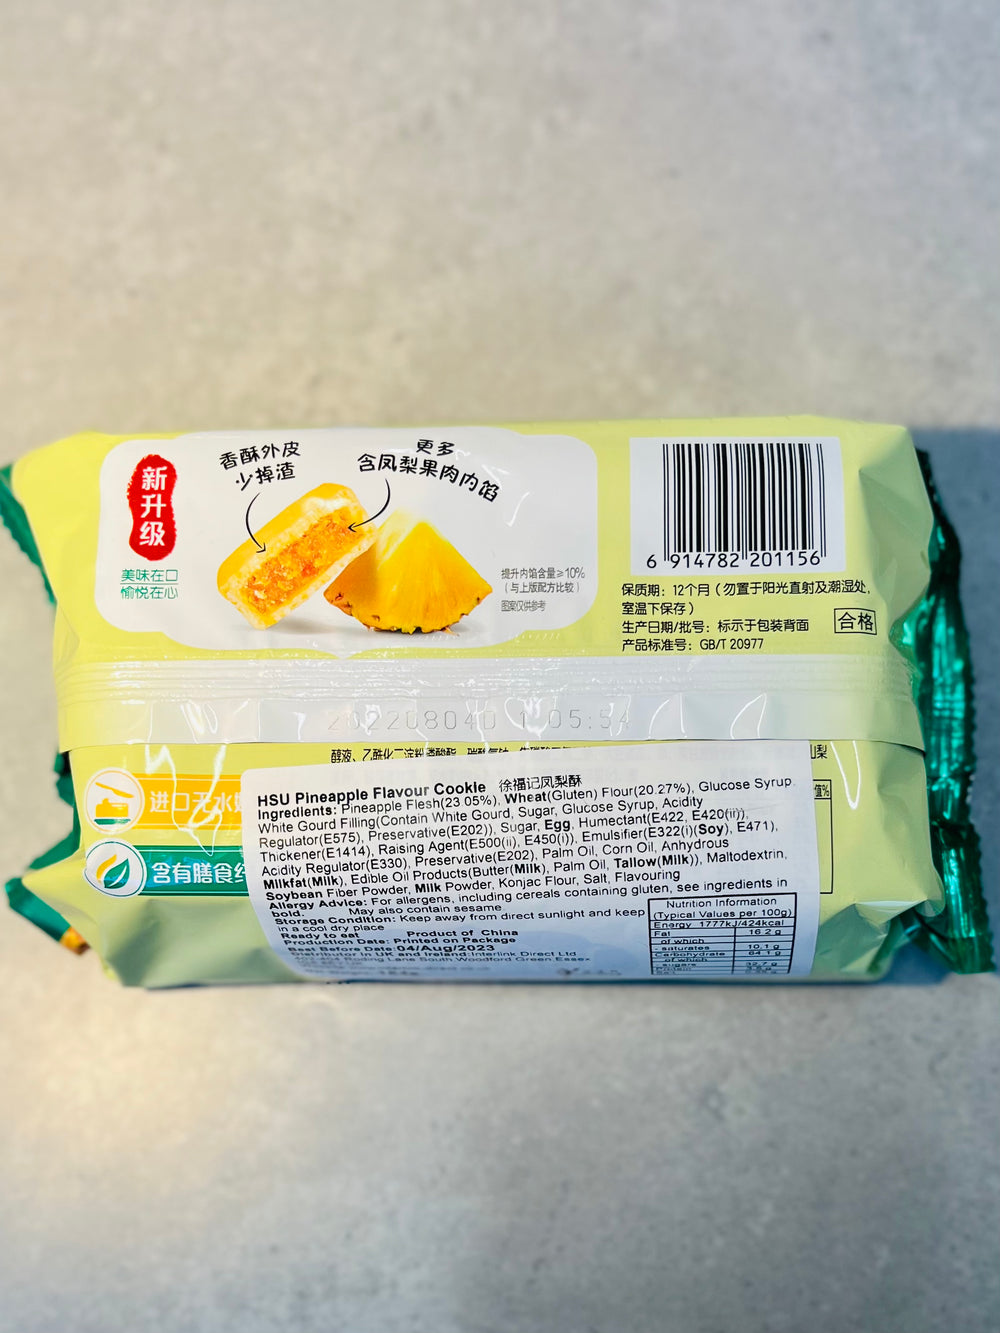 新升级
美味在口
愉悦在心
香酥外皮
少掉渣
更多
含凤梨果肉内馅
提升内馅含量≥10%
(与上版配方比较)
图案仅供参考
6 914782 201156
保质期：12个月（勿置于阳光直射及潮湿处，
室温下保存）
生产日期/批号：标示于包装背面
产品标准号：GB/T 20977
合格
05:54
进口无水
含有膳食
HSU Pineapple Flavour Cookie 徐福记凤梨酥
Ingredients: Pineapple Flesh(23.05%), Wheat(Gluten) Flour(20.27%), Glucose Syrup,
White Gourd Filling(Contain White Gourd, Sugar, Glucose Syrup, Acidity
Regulator(E575), Preservative(E202)), Sugar, Egg, Humectant(E422, E420(ii)),
Thickener(E1414), Raising Agent(E500(ii), E450(i)), Emulsifier(E322(i)(Soy), E471),
Acidity Regulator(E330), Preservative(E202), Palm Oil, Corn Oil, Anhydrous
Milkfat(Milk), Edible Oil Products(Butter(Milk), Palm Oil, Tallow(Milk)), Maltodextrin,
Soybean Fiber Powder, Milk Powder, Konjac Flour, Salt, Flavouring
Allergy Advice: For allergens, including cereals containing gluten, see ingredients in
bold. May also contain sesame
Storage Condition: Keep away from direct sunlight and keep
in a cool dry place
Ready to eat Product of China
Production Date: Printed on Package
Best Before Date:04/Aug/2023
Distributor in UK and Ireland:Interlink Direct Ltd
Roding Lane South Woodford Green Essex
Nutrition Information
(Typical Values per 100g)
Energy 1777kJ/424kcal
Fat 16.2 g
of which
saturates 10.1 g
Carbohydrate 64.1 g
of which
sugars 32.7 g
Protein